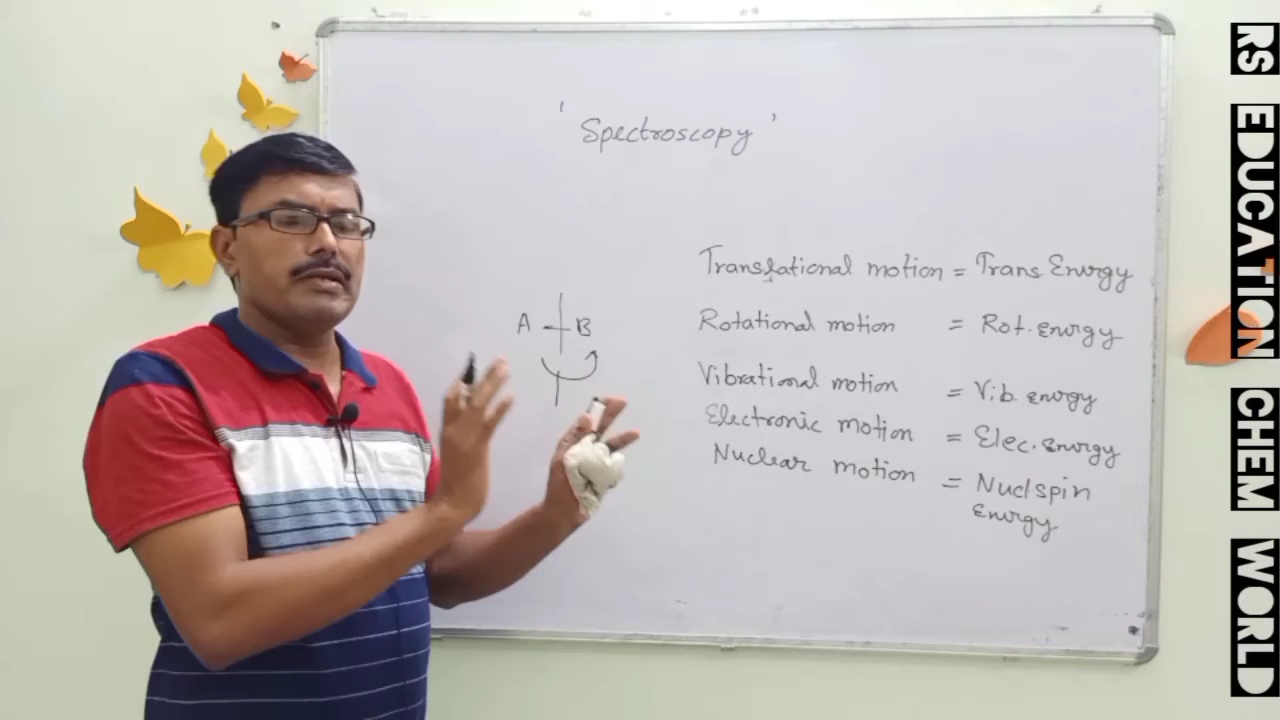 'Spectroscopy'
A B
Translational motion = Trans. Energy
Rotational motion = Rot. energy
Vibrational motion = Vib. energy
Electronic motion = Elec. energy
Nuclear motion = Nucl spin
Energy
RS EDUCATION CHEM WORLD